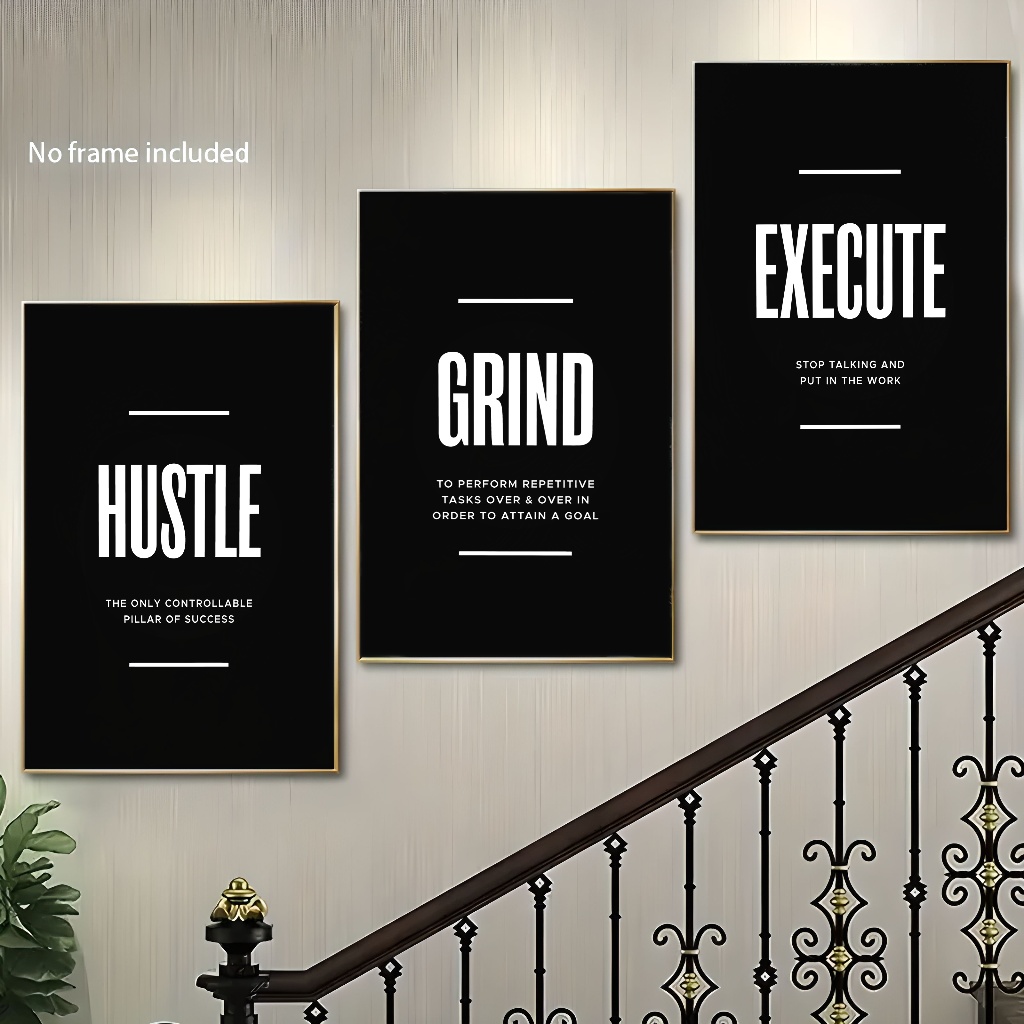 No frame included
HUSTLE
THE ONLY CONTROLLABLE
PILLAR OF SUCCESS
GRIND
TO PERFORM REPETITIVE
TASKS OVER & OVER IN
ORDER TO ATTAIN A GOAL
EXECUTE
STOP TALKING AND
PUT IN THE WORK